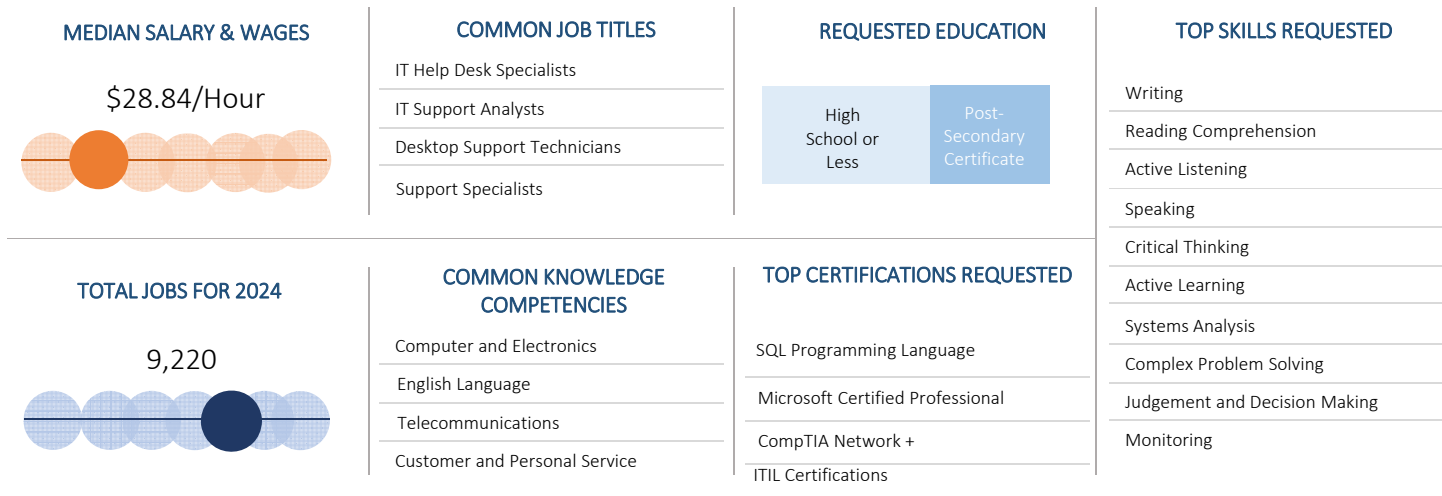 MEDIAN SALARY & WAGES
$28.84/Hour
COMMON JOB TITLES
IT Help Desk Specialists
IT Support Analysts
Desktop Support Technicians
Support Specialists
REQUESTED EDUCATION
High
School or
Less
Post-
Secondary
Certificate
TOP SKILLS REQUESTED
Writing
Reading Comprehension
Active Listening
Speaking
Critical Thinking
Active Learning
Systems Analysis
Complex Problem Solving
Judgement and Decision Making
Monitoring
TOTAL JOBS FOR 2024
9,220
COMMON KNOWLEDGE
COMPETENCIES
Computer and Electronics
English Language
Telecommunications
Customer and Personal Service
TOP CERTIFICATIONS REQUESTED
SQL Programming Language
Microsoft Certified Professional
CompTIA Network +
ITIL Certifications